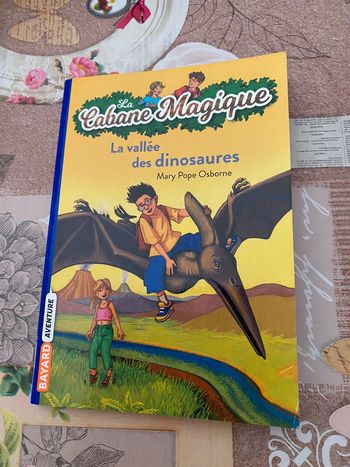 La
Cabane Magique
La vallée
des dinosaures
Mary Pope Osborne
BAYARD AVENTURE